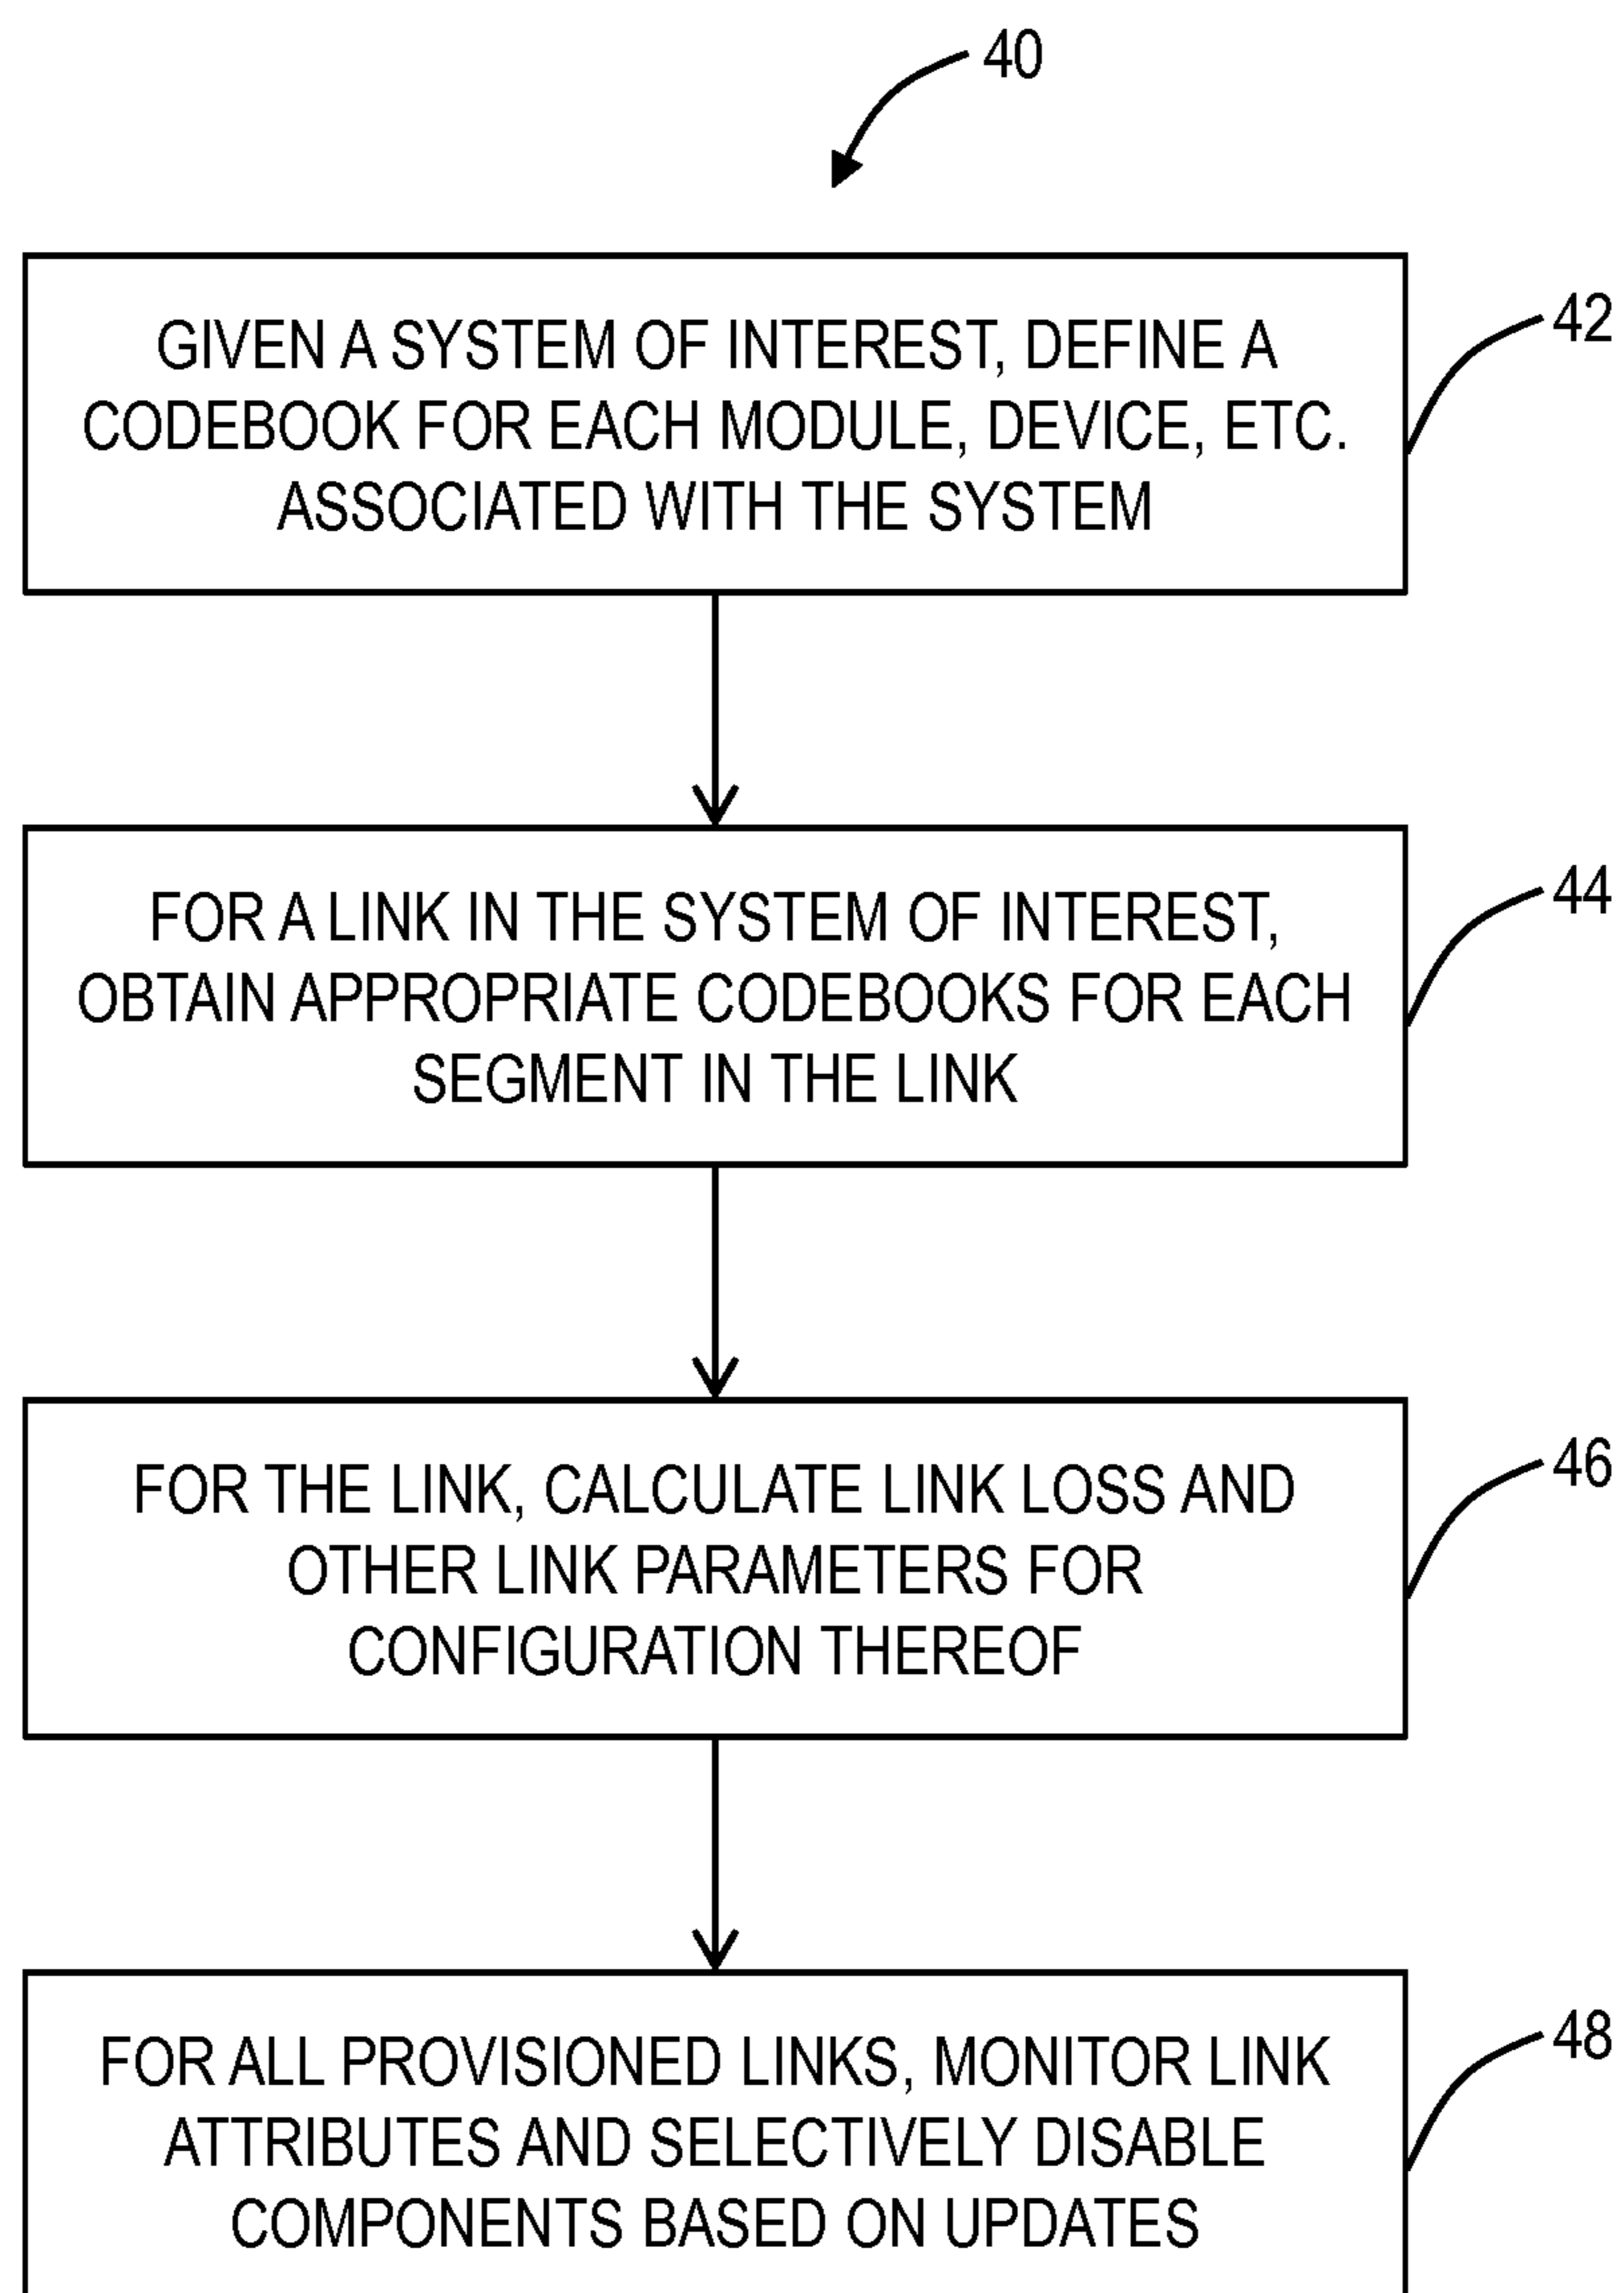 40
GIVEN A SYSTEM OF INTEREST, DEFINE A
CODEBOOK FOR EACH MODULE, DEVICE, ETC.
ASSOCIATED WITH THE SYSTEM
42
FOR A LINK IN THE SYSTEM OF INTEREST,
OBTAIN APPROPRIATE CODEBOOKS FOR EACH
SEGMENT IN THE LINK
44
FOR THE LINK, CALCULATE LINK LOSS AND
OTHER LINK PARAMETERS FOR
CONFIGURATION THEREOF
46
FOR ALL PROVISIONED LINKS, MONITOR LINK
ATTRIBUTES AND SELECTIVELY DISABLE
COMPONENTS BASED ON UPDATES
48